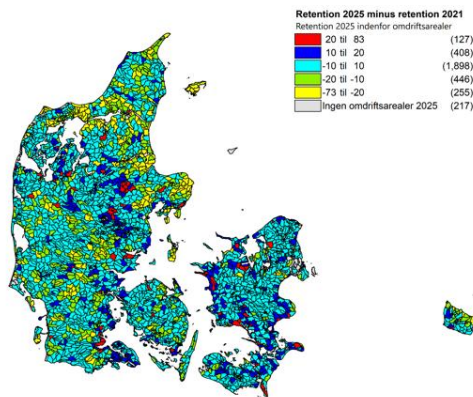 Retention 2025 minus retention 2021
Retention 2025 indenfor omdriftsarealer
20 til 83 (127)
10 til 20 (408)
-10 til 10 (1,898)
-20 til -10 (446)
-73 til -20 (255)
Ingen omdriftsarealer 2025 (217)